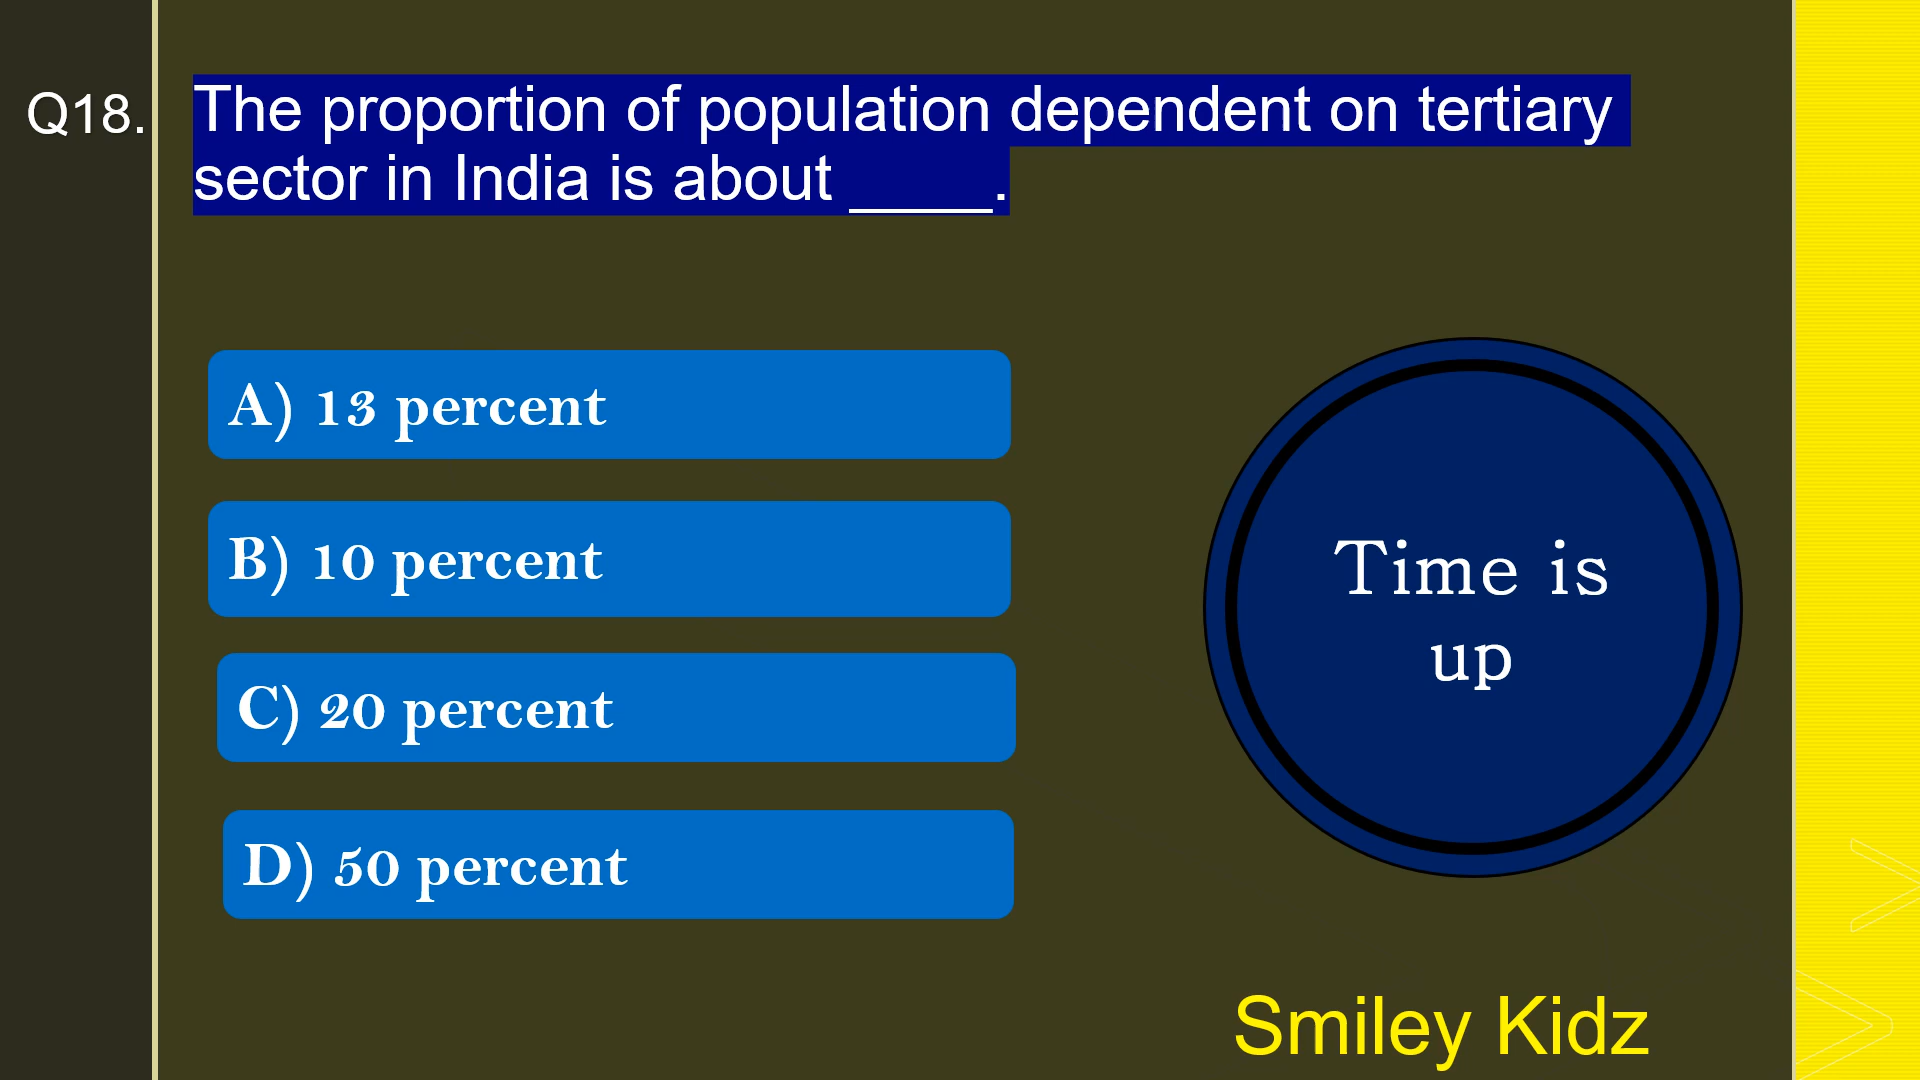 Q18.
The proportion of population dependent on tertiary
sector in India is about ____.
A) 13 percent
B) 10 percent
C) 20 percent
D) 50 percent
Time is
up
Smiley Kidz